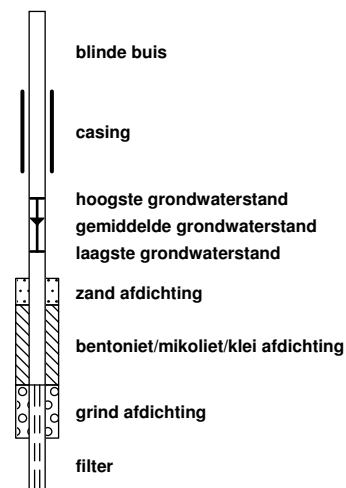 blinde buis
casing
hoogste grondwaterstand
gemiddelde grondwaterstand
laagste grondwaterstand
zand afdichting
bentoniet/mikoliet/klei afdichting
grind afdichting
filter